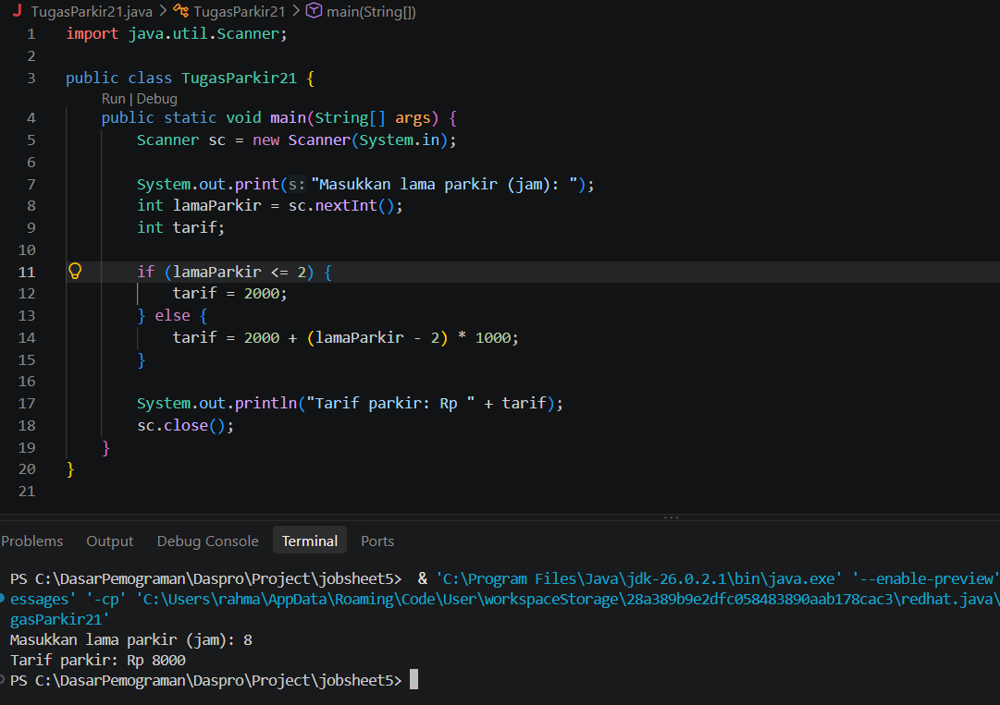 TugasParkir21.java > TugasParkir21 > main(String[])
1 import java.util.Scanner;
2
3 public class TugasParkir21 {
Run | Debug
4 public static void main(String[] args) {
5 Scanner sc = new Scanner(System.in);
6
7 System.out.print(s: "Masukkan lama parkir (jam): ");
8 int lamaParkir = sc.nextInt();
9 int tarif;
10
11 if (lamaParkir <= 2) {
12 tarif = 2000;
13 } else {
14 tarif = 2000 + (lamaParkir - 2) * 1000;
15 }
16
17 System.out.println("Tarif parkir: Rp " + tarif);
18 sc.close();
19 }
20 }
21
Problems Output Debug Console Terminal Ports
PS C:\DasarPemograman\Daspro\Project\jobsheet5> & 'C:\Program Files\Java\jdk-26.0.2.1\bin\java.exe' '--enable-preview'
essages' '-cp' 'C:\Users\rahma\AppData\Roaming\Code\User\workspaceStorage\28a389b9e2dfc058483890aab178cac3\redhat.java\
gasParkir21'
Masukkan lama parkir (jam): 8
Tarif parkir: Rp 8000
PS C:\DasarPemograman\Daspro\Project\jobsheet5>